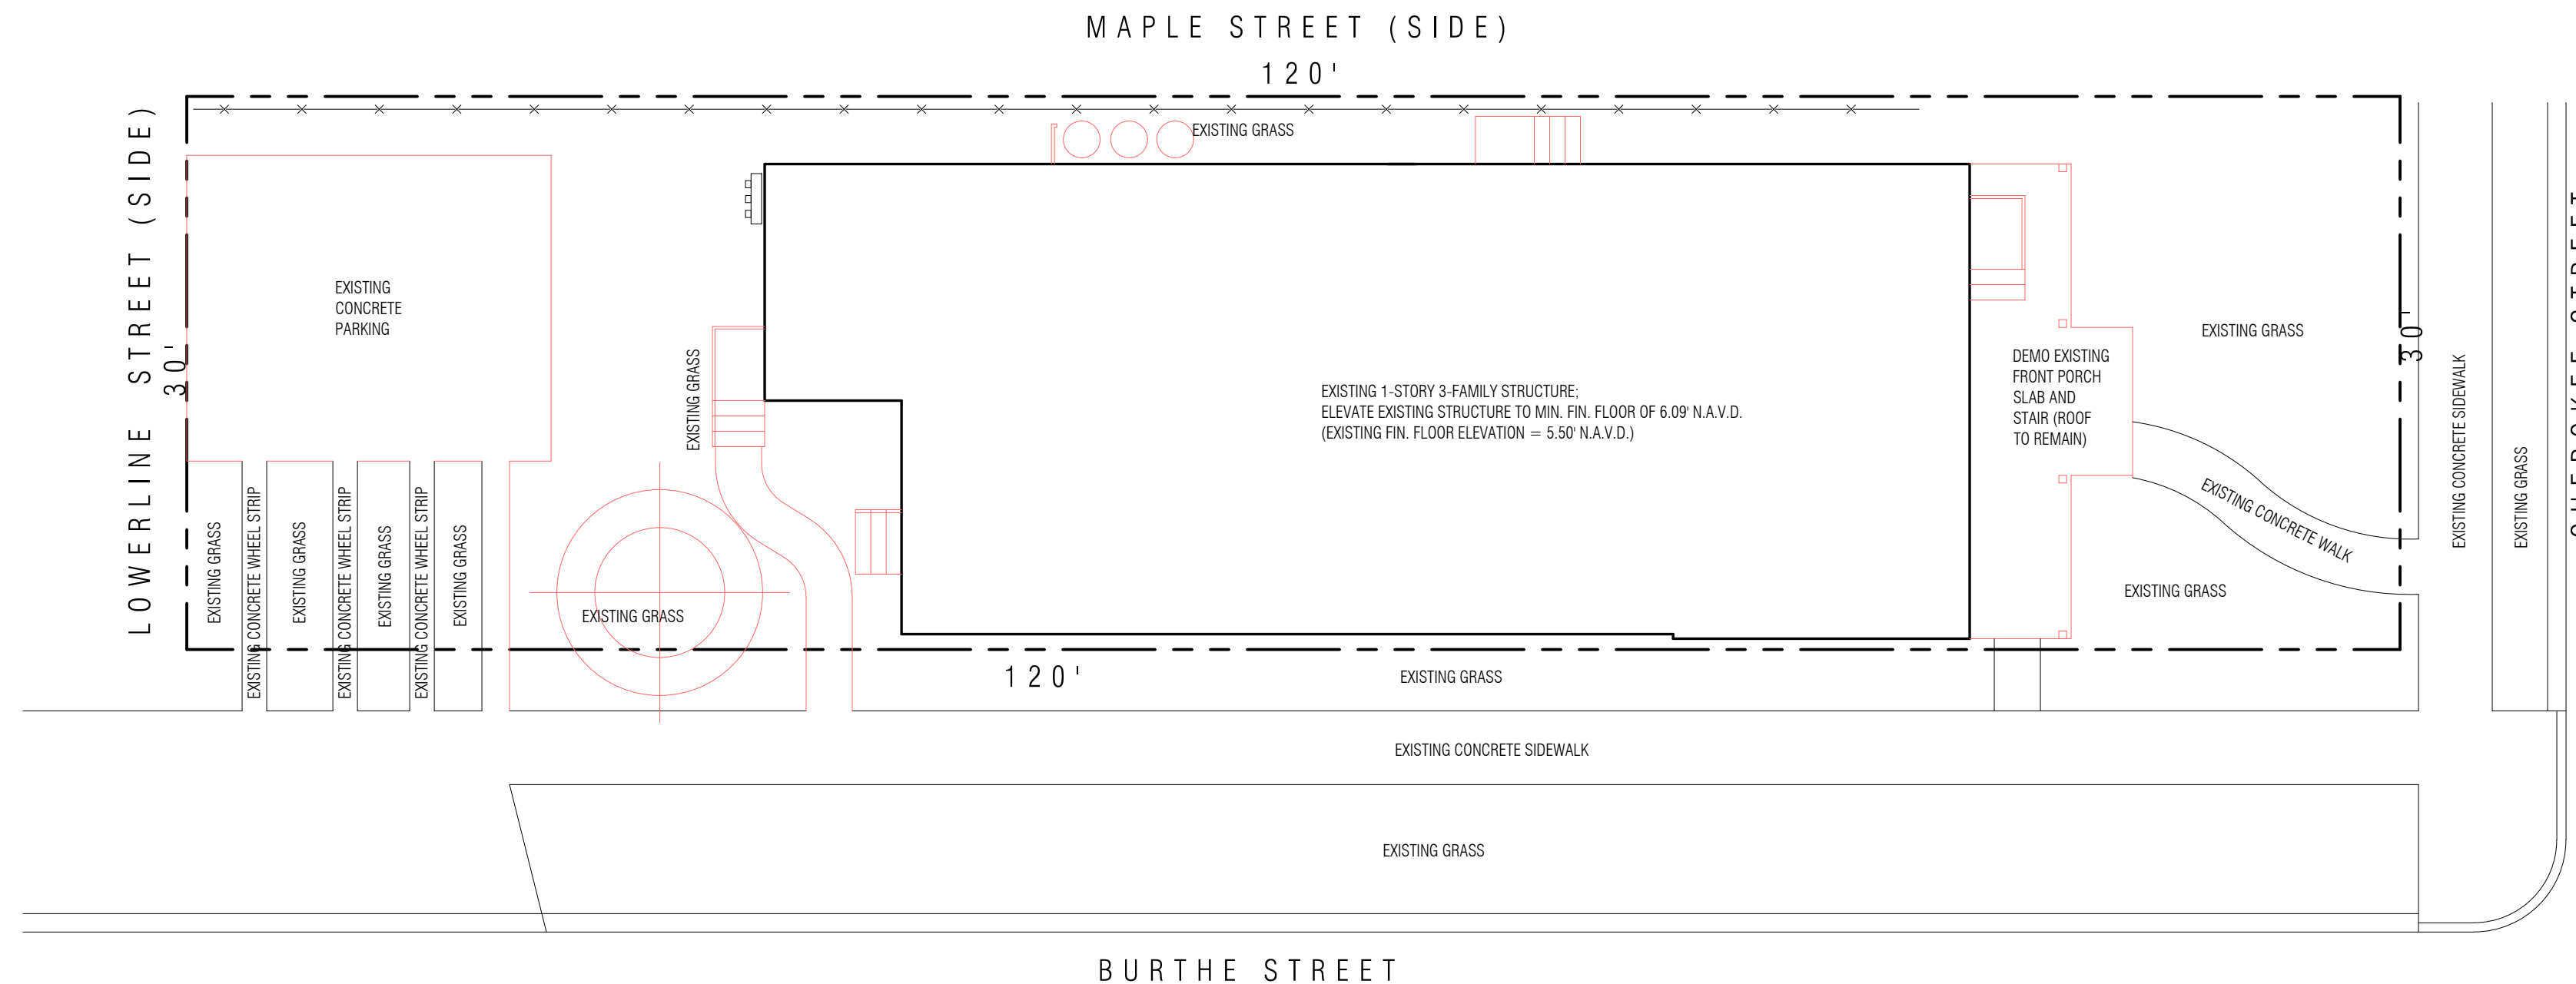 MAPLE STREET (SIDE)
120'
LOWERLINE STREET (SIDE)
30'
EXISTING GRASS
EXISTING
CONCRETE
PARKING
EXISTING GRASS
EXISTING 1-STORY 3-FAMILY STRUCTURE;
ELEVATE EXISTING STRUCTURE TO MIN. FIN. FLOOR OF 6.09' N.A.V.D.
(EXISTING FIN. FLOOR ELEVATION = 5.50' N.A.V.D.)
DEMO EXISTING
FRONT PORCH
SLAB AND
STAIR (ROOF
TO REMAIN)
EXISTING GRASS
30'
EXISTING CONCRETE SIDEWALK
EXISTING GRASS
EXISTING GRASS
EXISTING CONCRETE WHEEL STRIP
EXISTING GRASS
EXISTING CONCRETE WHEEL STRIP
EXISTING GRASS
EXISTING CONCRETE WHEEL STRIP
EXISTING GRASS
EXISTING GRASS
EXISTING CONCRETE WALK
EXISTING GRASS
120'
EXISTING GRASS
EXISTING CONCRETE SIDEWALK
EXISTING GRASS
BURTHE STREET